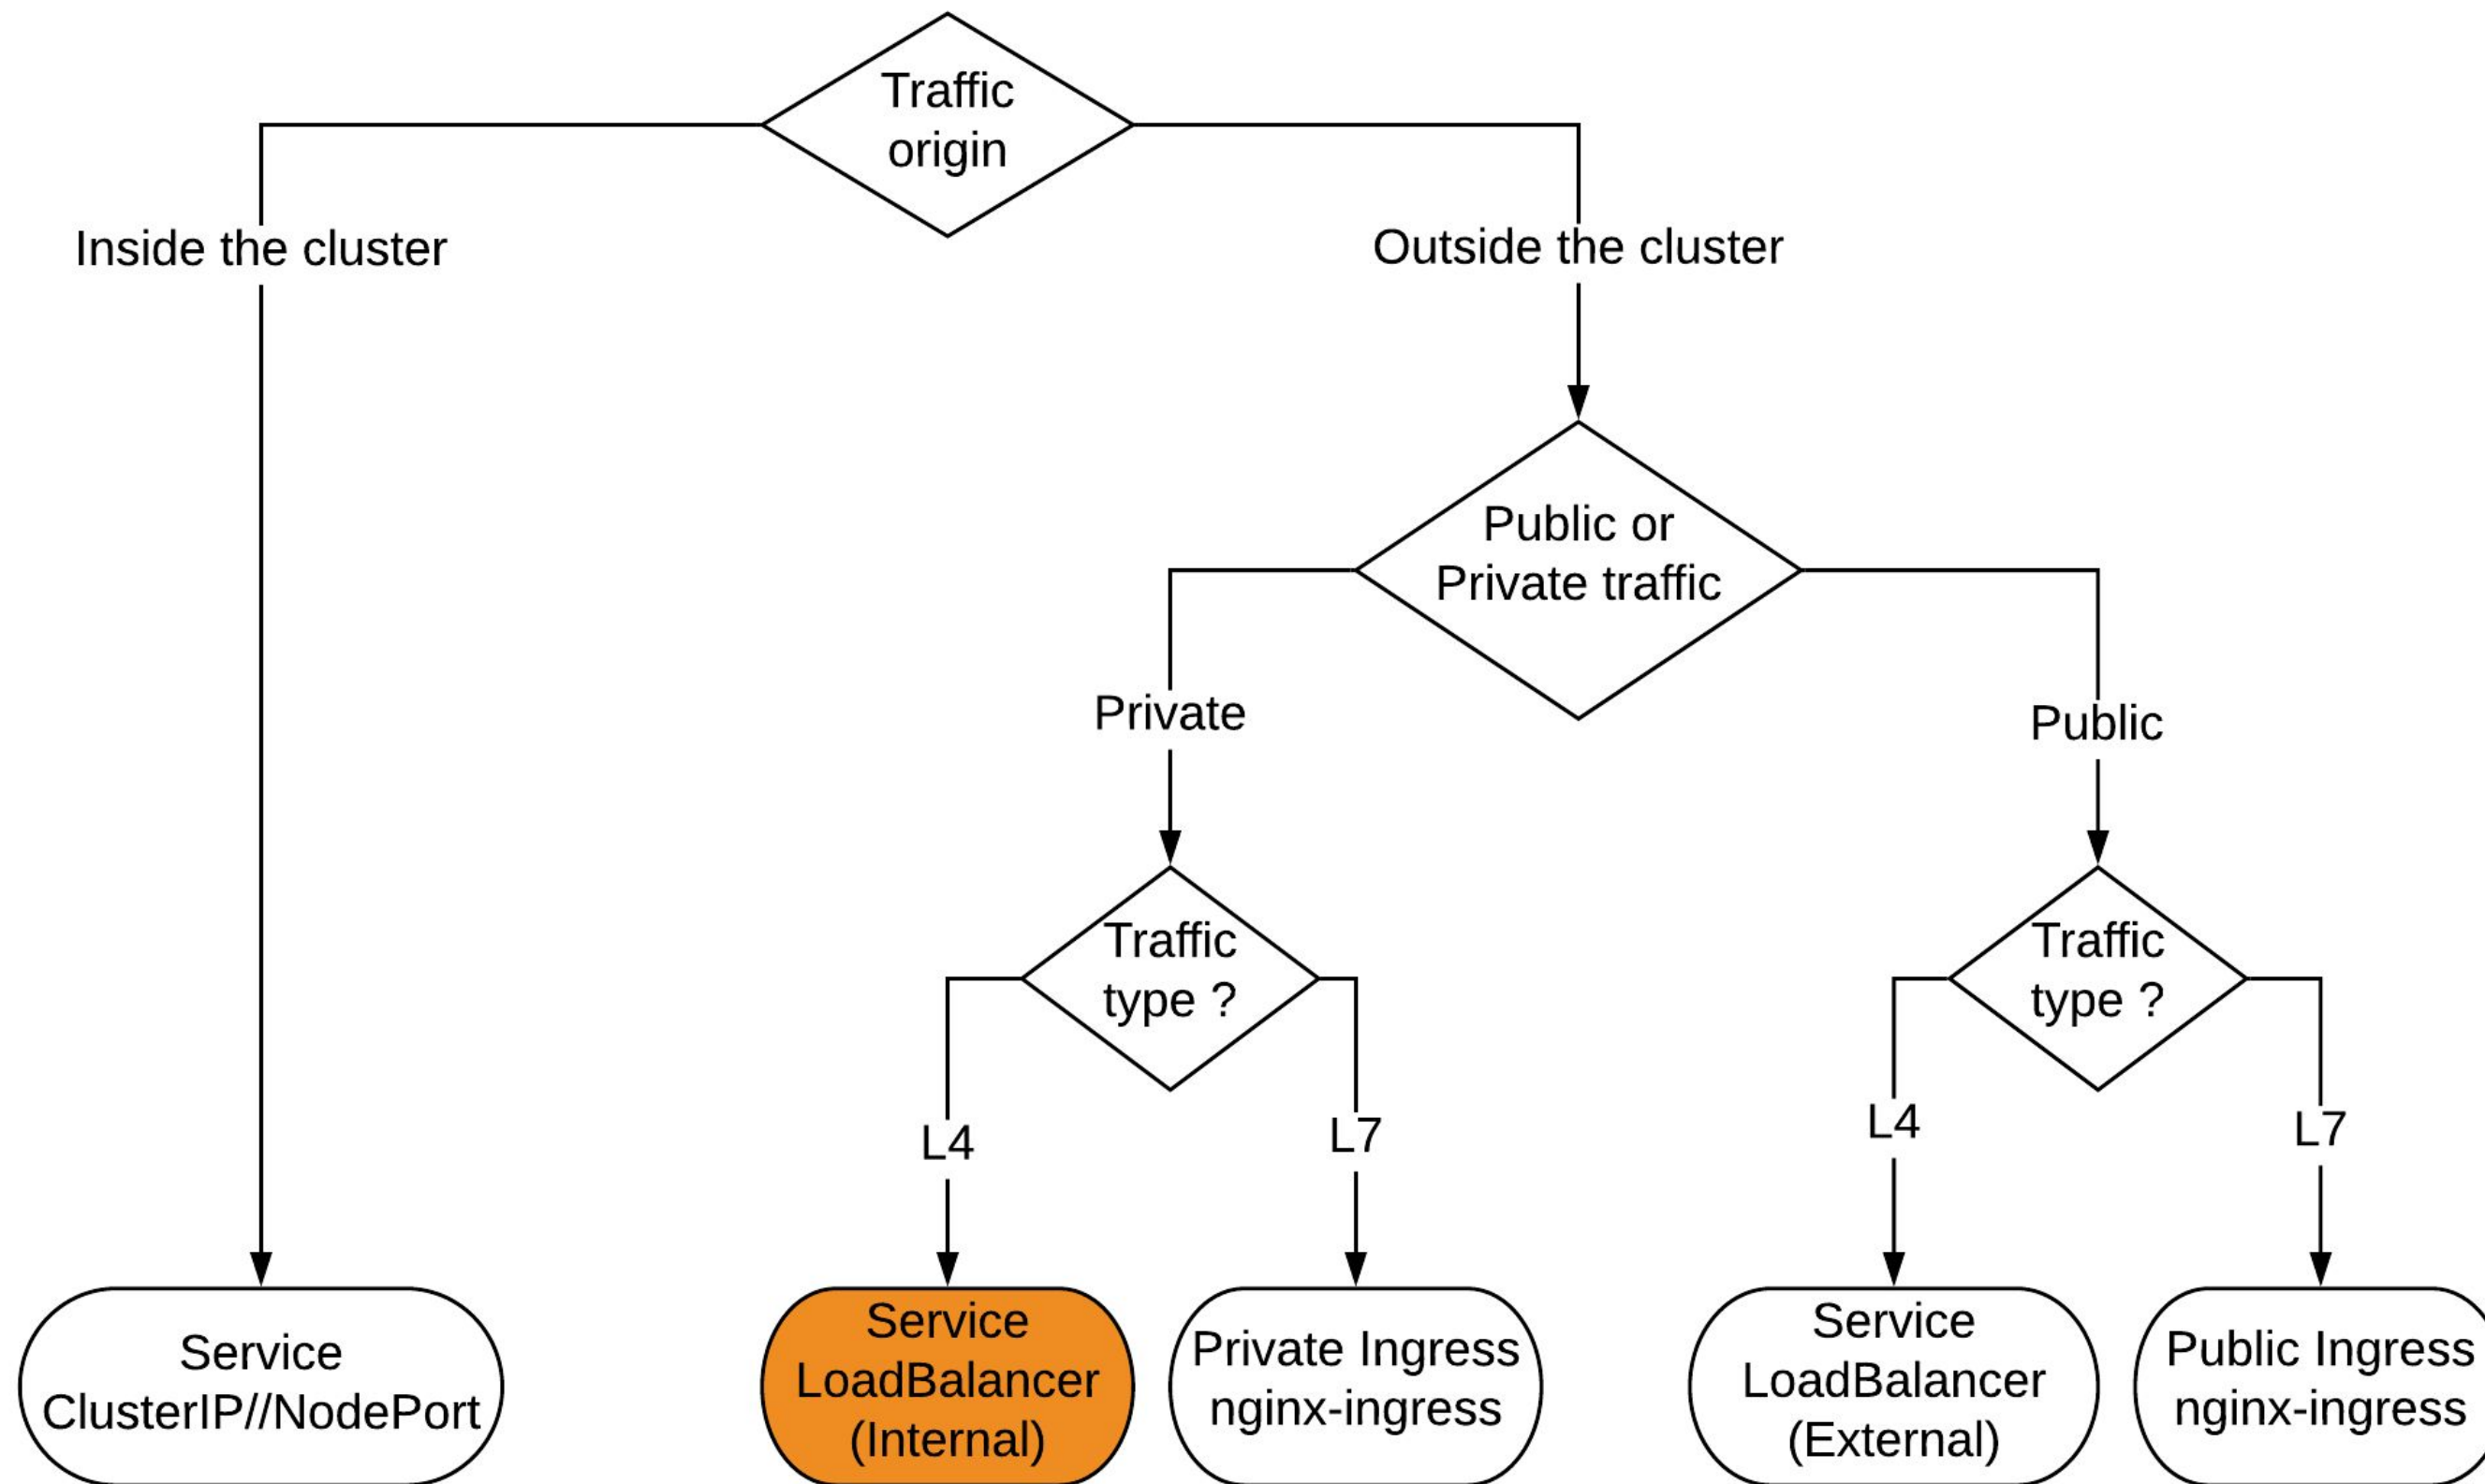 Traffic
origin
Inside the cluster
Outside the cluster
Public or
Private traffic
Private
Public
Traffic
type ?
Traffic
type ?
L4
L7
L4
L7
Service
ClusterIP//NodePort
Service
LoadBalancer
(Internal)
Private Ingress
nginx-ingress
Service
LoadBalancer
(External)
Public Ingress
nginx-ingress